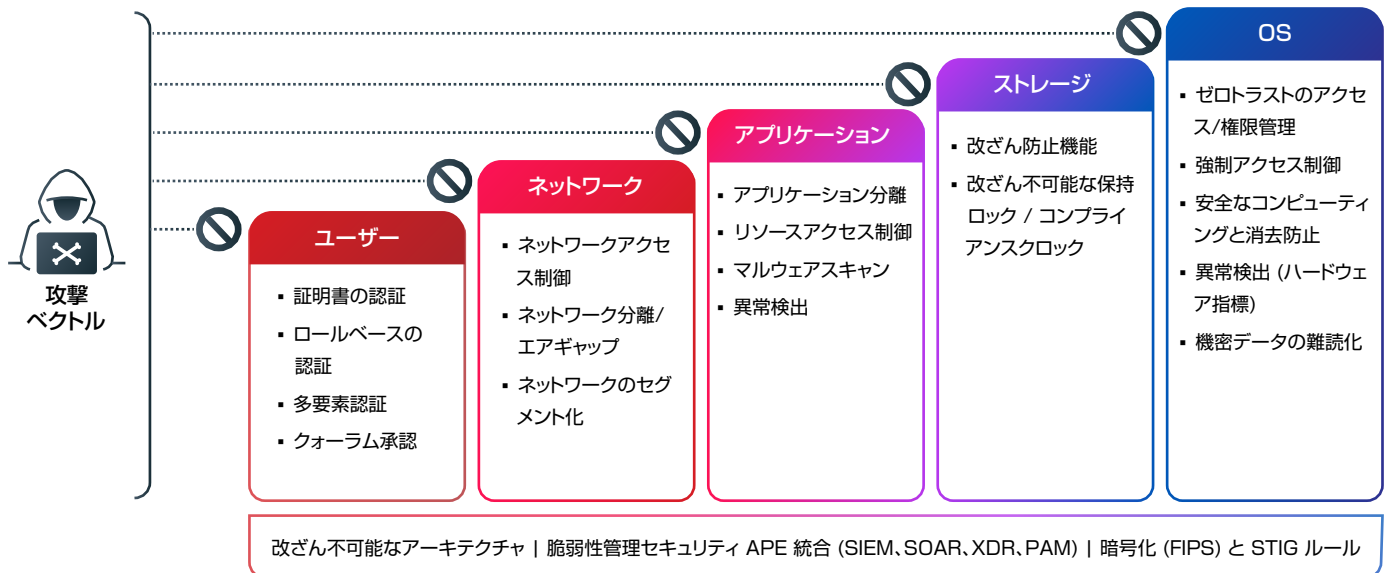 攻撃
ベクトル
ユーザー
▪ 証明書の認証
▪ ロールベースの
認証
▪ 多要素認証
▪ クォーラム承認
ネットワーク
▪ ネットワークアクセ
ス制御
▪ ネットワーク分離/
エアギャップ
▪ ネットワークのセグ
メント化
アプリケーション
▪ アプリケーション分離
▪ リソースアクセス制御
▪ マルウェアスキャン
▪ 異常検出
ストレージ
▪ 改ざん防止機能
▪ 改ざん不可能な保持
ロック / コンプライ
アンスクロック
OS
▪ ゼロトラストのアクセ
ス/権限管理
▪ 強制アクセス制御
▪ 安全なコンピューティ
ングと消去防止
▪ 異常検出 (ハードウェ
ア指標)
▪ 機密データの難読化
改ざん不可能なアーキテクチャ | 脆弱性管理セキュリティ APE 統合 (SIEM、SOAR、XDR、PAM) | 暗号化 (FIPS) と STIG ルール